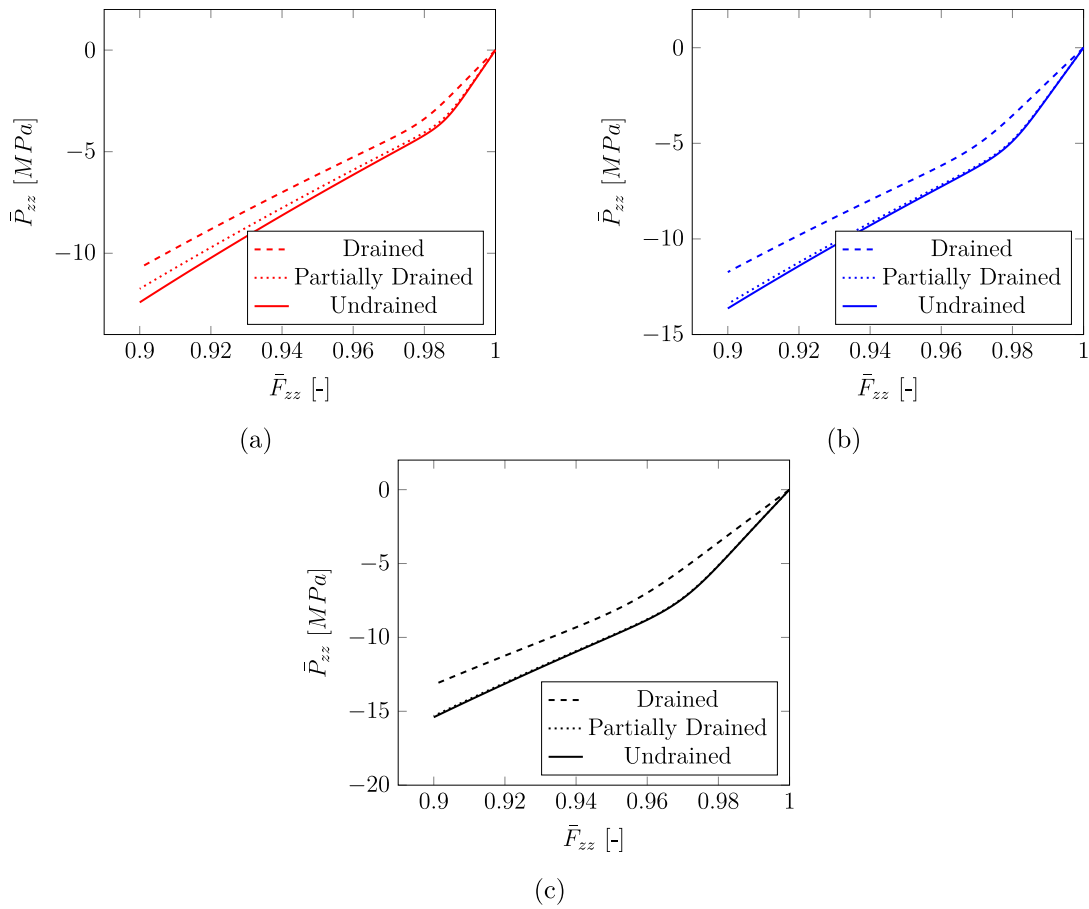 0
−5
−10
P̄zz [MPa]
Drained
Partially Drained
Undrained
0.9 0.92 0.94 0.96 0.98 1
F̄zz [-]
(a)
0
−5
−10
−15
P̄zz [MPa]
Drained
Partially Drained
Undrained
0.9 0.92 0.94 0.96 0.98 1
F̄zz [-]
(b)
0
−5
−10
−15
−20
P̄zz [MPa]
Drained
Partially Drained
Undrained
0.9 0.92 0.94 0.96 0.98 1
F̄zz [-]
(c)